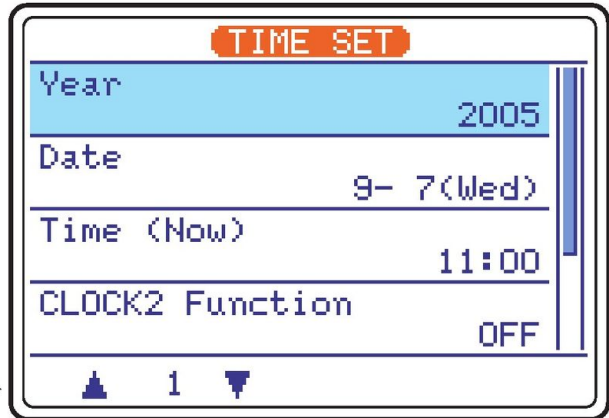 TIME SET
Year
2005
Date
9- 7(Wed)
Time (Now)
11:00
CLOCK2 Function
OFF
▲ 1 ▼